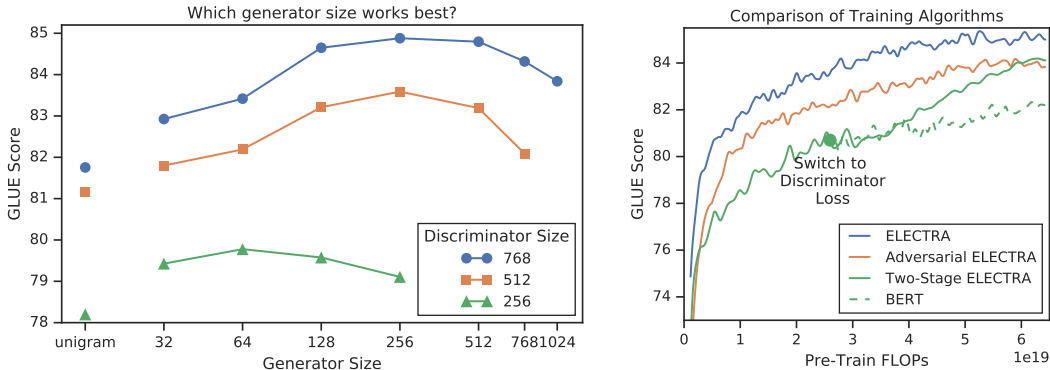 Which generator size works best?
GLUE Score
85
84
83
82
81
80
79
78
unigram
32
64
128
256
512
768
1024
Generator Size
Discriminator Size
768
512
256
Comparison of Training Algorithms
GLUE Score
84
82
80
78
76
74
Switch to
Discriminator
Loss
ELECTRA
Adversarial ELECTRA
Two-Stage ELECTRA
BERT
0
1
2
3
4
5
6
1e19
Pre-Train FLOPs